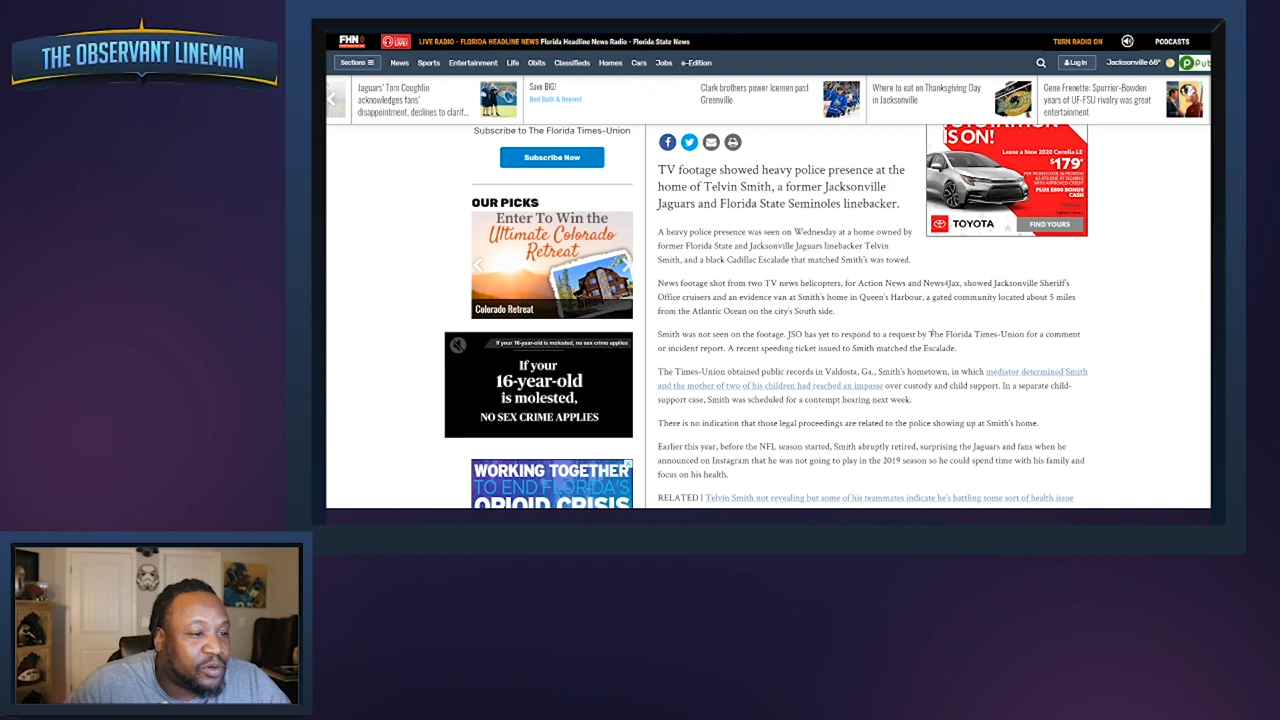 THE OBSERVANT LINEMAN
FHN
LIVE!
LIVE RADIO - FLORIDA HEADLINE NEWS Florida Headline News Radio - Florida State News
TURN RADIO ON
PODCASTS
Sections
News Sports Entertainment Life Obits Classifieds Homes Cars Jobs e-Edition
Log In
Jacksonville 68°
Jaguars' Tom Coughlin
acknowledges fans'
disappointment, declines to clarif...
Save BIG!
Bed Bath & Beyond
Clark brothers power Icemen past
Greenville
Where to eat on Thanksgiving Day
in Jacksonville
Gene Frenette: Spurrier-Bowden
years of UF-FSU rivalry was great
entertainment
Subscribe to The Florida Times-Union
Subscribe Now
OUR PICKS
Enter To Win the
Ultimate Colorado
Retreat
Colorado Retreat
If your 16-year-old is molested, no sex crime applies
If your
16-year-old
is molested,
NO SEX CRIME APPLIES
WORKING TOGETHER
TO END FLORIDA'S
OPIOID CRISIS
TV footage showed heavy police presence at the
home of Telvin Smith, a former Jacksonville
Jaguars and Florida State Seminoles linebacker.
A heavy police presence was seen on Wednesday at a home owned by
former Florida State and Jacksonville Jaguars linebacker Telvin
Smith, and a black Cadillac Escalade that matched Smith's was towed.
News footage shot from two TV news helicopters, for Action News and News4Jax, showed Jacksonville Sheriff's
Office cruisers and an evidence van at Smith's home in Queen's Harbour, a gated community located about 5 miles
from the Atlantic Ocean on the city's South side.
Smith was not seen on the footage. JSO has yet to respond to a request by The Florida Times-Union for a comment
or incident report. A recent speeding ticket issued to Smith matched the Escalade.
The Times-Union obtained public records in Valdosta, Ga., Smith's hometown, in which mediator determined Smith
and the mother of two of his children had reached an impasse over custody and child support. In a separate child-
support case, Smith was scheduled for a contempt hearing next week.
There is no indication that those legal proceedings are related to the police showing up at Smith's home.
Earlier this year, before the NFL season started, Smith abruptly retired, surprising the Jaguars and fans when he
announced on Instagram that he was not going to play in the 2019 season so he could spend time with his family and
focus on his health.
RELATED | Telvin Smith not revealing but some of his teammates indicate he's battling some sort of health issue
IS ON!
Lease a New 2020 Corolla LE
$179*
PLUS $500 BONUS
CASH
TOYOTA
FIND YOURS